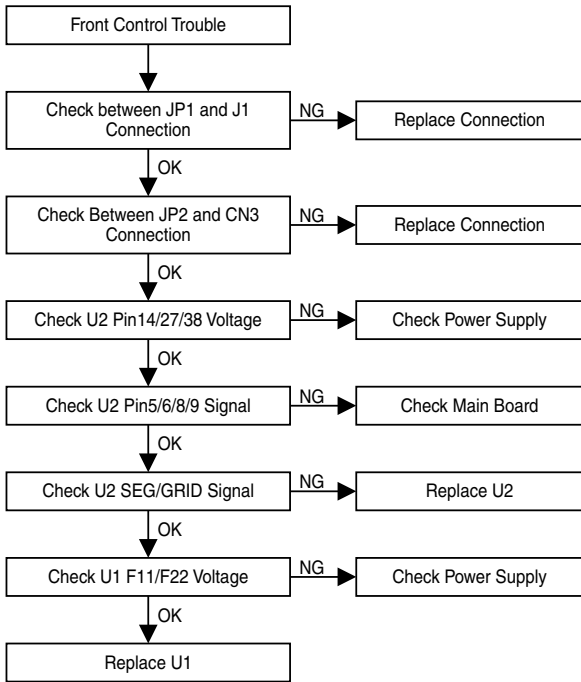 Front Control Trouble
Check between JP1 and J1
Connection
NG
Replace Connection
OK
Check Between JP2 and CN3
Connection
NG
Replace Connection
OK
Check U2 Pin14/27/38 Voltage
NG
Check Power Supply
OK
Check U2 Pin5/6/8/9 Signal
NG
Check Main Board
OK
Check U2 SEG/GRID Signal
NG
Replace U2
OK
Check U1 F11/F22 Voltage
NG
Check Power Supply
OK
Replace U1